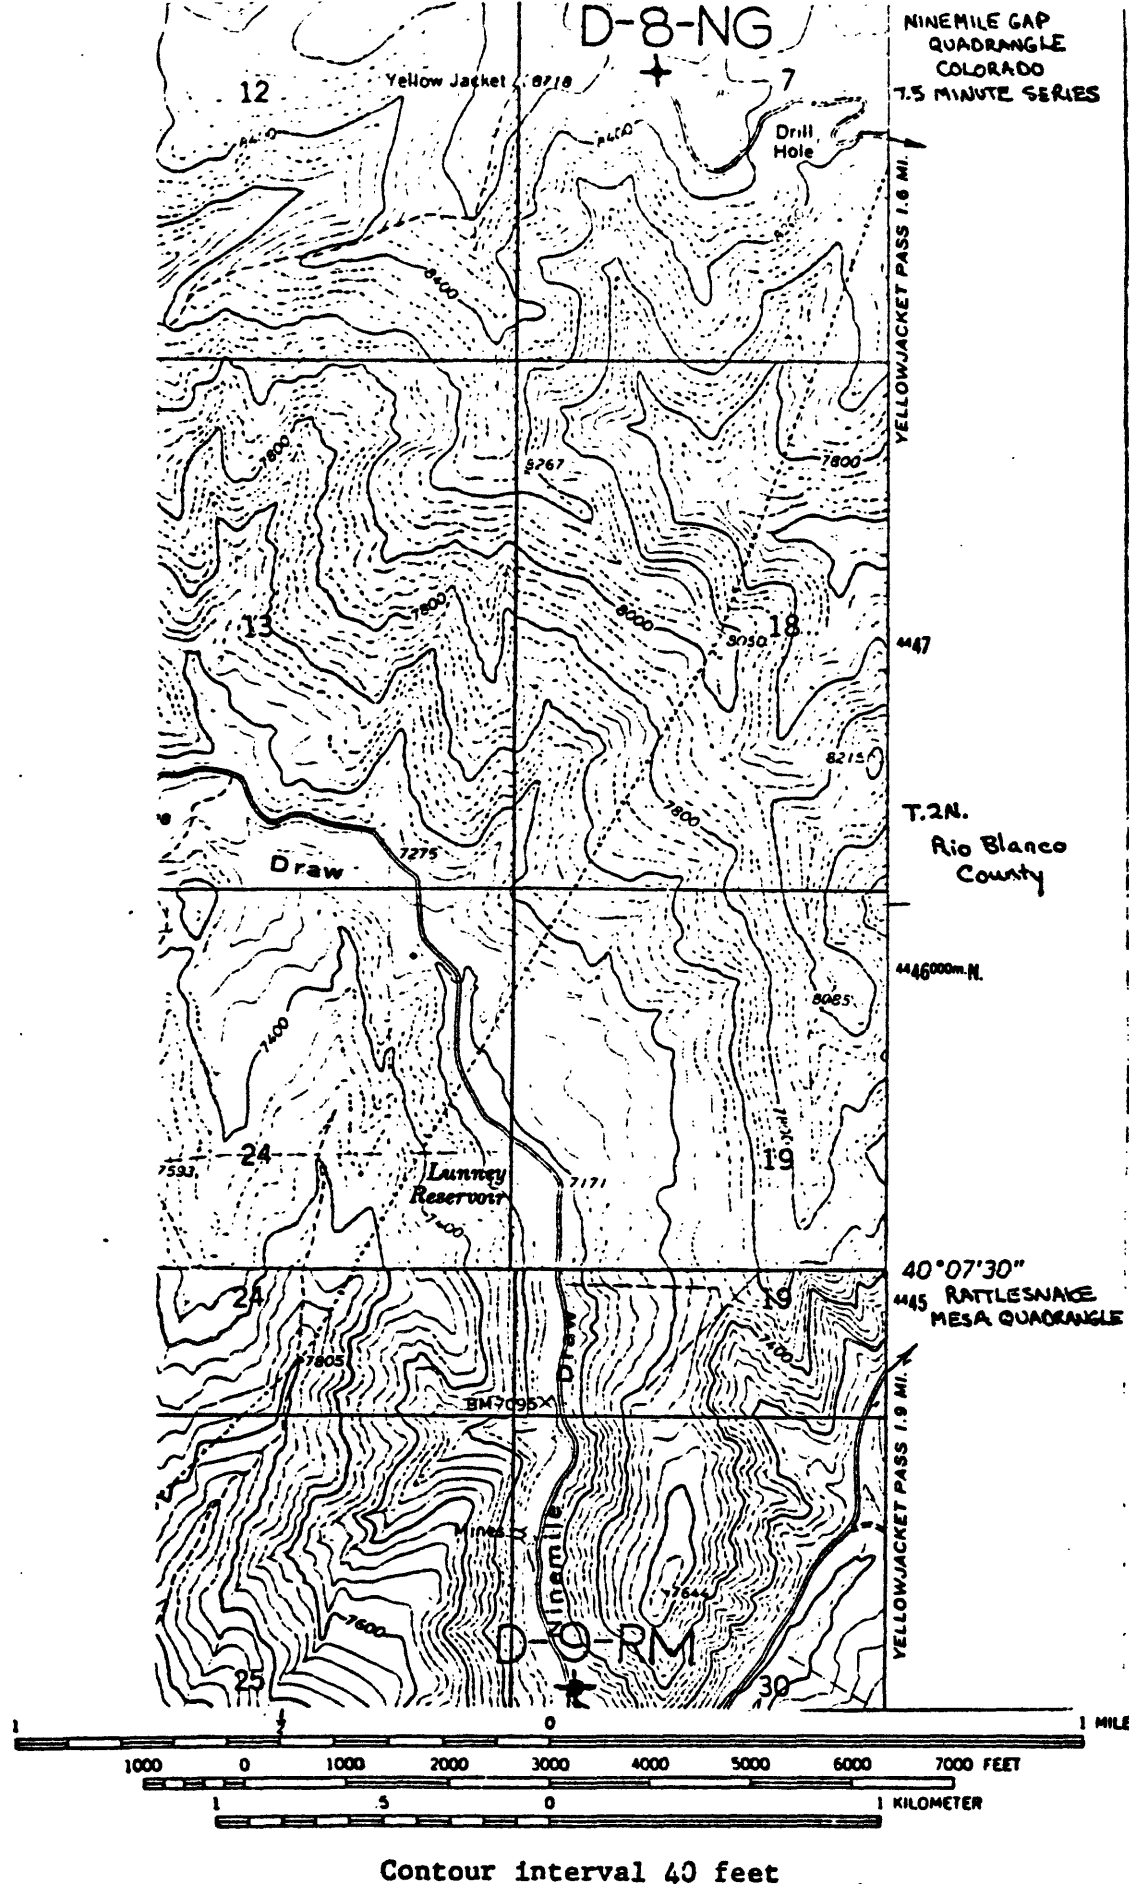 D-8-NG
NINEMILE GAP
QUADRANGLE
COLORADO
7.5 MINUTE SERIES
12
Yellow Jacket
8718
7
Drill
Hole
8400
YELLOWJACKET PASS 1.6 MI.
8400
7800
8267
7800
7800
8000
13
18
8050
4447
8215
7800
T.2N.
Rio Blanco
County
7275
Draw
4446000m.N.
8085
7400
24
7593
19
Lunney
Reservoir
7171
7400
40°07'30"
24
19
4445
RATTLESNAKE
MESA QUADRANGLE
7400
7805
Draw
BM 7095
YELLOWJACKET PASS 1.9 MI.
Mines
Ninemile
7644
7600
D-9-RM
25
30
1 1/2 0 1 MILE
1000 0 1000 2000 3000 4000 5000 6000 7000 FEET
1 .5 0 1 KILOMETER
Contour interval 40 feet